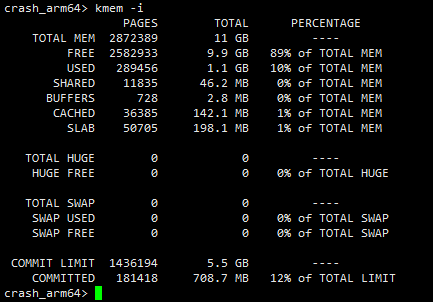 crash_arm64> kmem -i
                 PAGES        TOTAL      PERCENTAGE
    TOTAL MEM  2872389        11 GB         ----
         FREE  2582933       9.9 GB   89% of TOTAL MEM
         USED   289456       1.1 GB   10% of TOTAL MEM
       SHARED    11835      46.2 MB    0% of TOTAL MEM
      BUFFERS      728       2.8 MB    0% of TOTAL MEM
       CACHED    36385     142.1 MB    1% of TOTAL MEM
         SLAB    50705     198.1 MB    1% of TOTAL MEM

   TOTAL HUGE        0            0         ----
    HUGE FREE        0            0    0% of TOTAL HUGE

   TOTAL SWAP        0            0         ----
    SWAP USED        0            0    0% of TOTAL SWAP
    SWAP FREE        0            0    0% of TOTAL SWAP

 COMMIT LIMIT  1436194       5.5 GB         ----
    COMMITTED   181418     708.7 MB   12% of TOTAL LIMIT
crash_arm64>